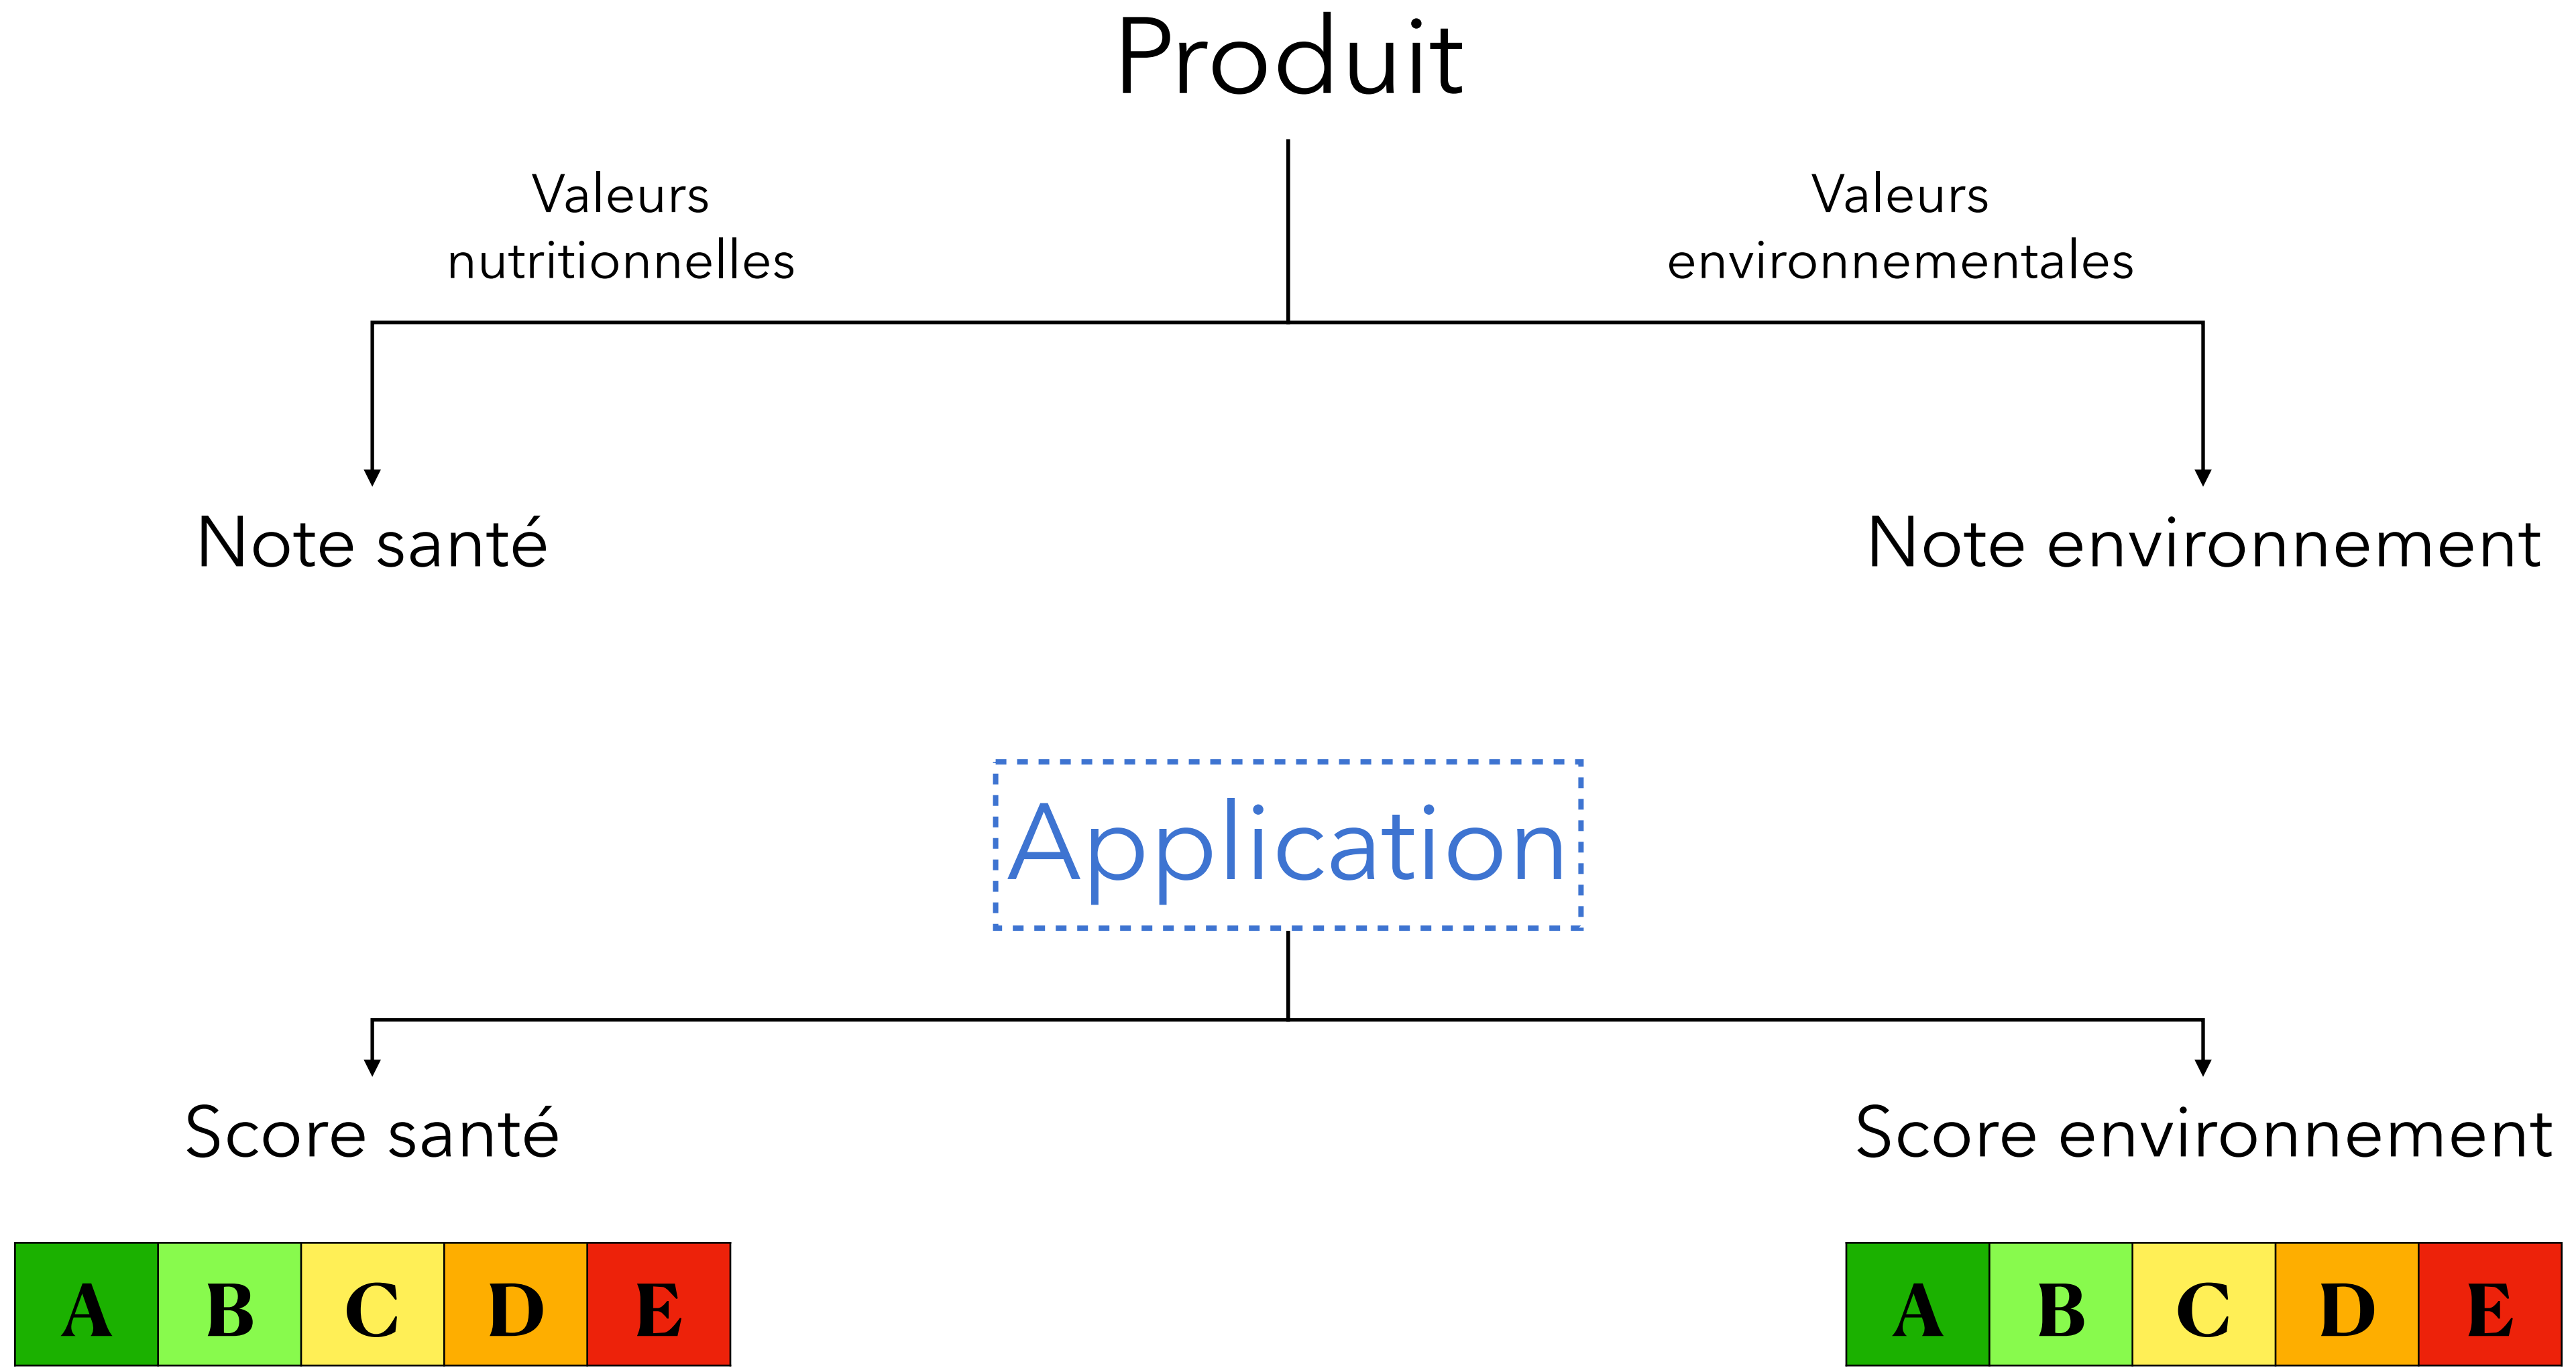 Produit
Valeurs
nutritionnelles
Valeurs
environnementales
Note santé
Note environnement
Application
Score santé
Score environnement
A B C D E
A B C D E